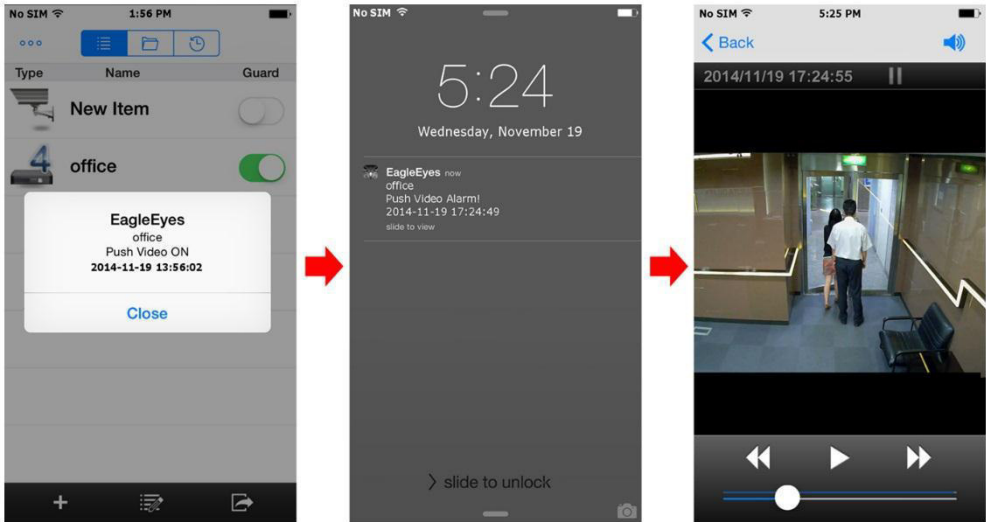 No SIM 1:56 PM
Type Name Guard
New Item
4
office
EagleEyes
office
Push Video ON
2014-11-19 13:56:02
Close
No SIM
5:24
Wednesday, November 19
EagleEyes now
office
Push Video Alarm!
2014-11-19 17:24:49
slide to view
> slide to unlock
No SIM 5:25 PM
Back
2014/11/19 17:24:55